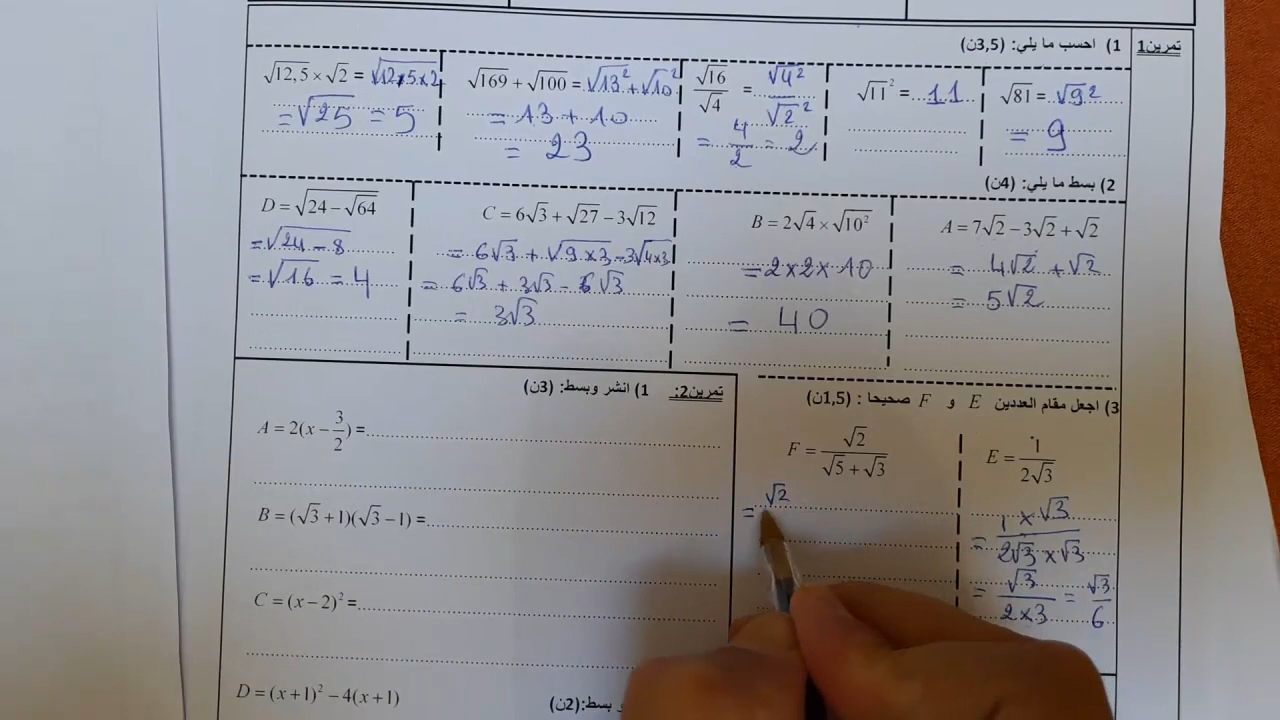 تمرين1
1) احسب ما يلي: (3,5ن)
√81 = √9²
= 9
√11² = 11
√16/√4 = √4²/√2²
= 4/2 = 2
√169 + √100 = √13² + √10²
= 13 + 10
= 23
√12,5 × √2 = √12,5×2
= √25 = 5
2) بسط ما يلي: (4ن)
A = 7√2 − 3√2 + √2
= 4√2 + √2
= 5√2
B = 2√4 × √10²
= 2×2×10
= 40
C = 6√3 + √27 − 3√12
= 6√3 + √9×3 − 3√4×3
= 6√3 + 3√3 − 6√3
= 3√3
D = √(24 − √64)
= √24 − 8
= √16 = 4
3) اجعل مقام العددين E و F صحيحا : (1,5ن)
E = 1/2√3
= 1×√3/2√3×√3
= √3/2×3 = √3/6
F = √2/√5+√3
= √2
تمرين2: 1) انشر وبسط: (3ن)
A = 2(x − 3/2) =
B = (√3 + 1)(√3 − 1) =
C = (x − 2)² =
و بسط:(2ن)
D = (x + 1)² − 4(x + 1)